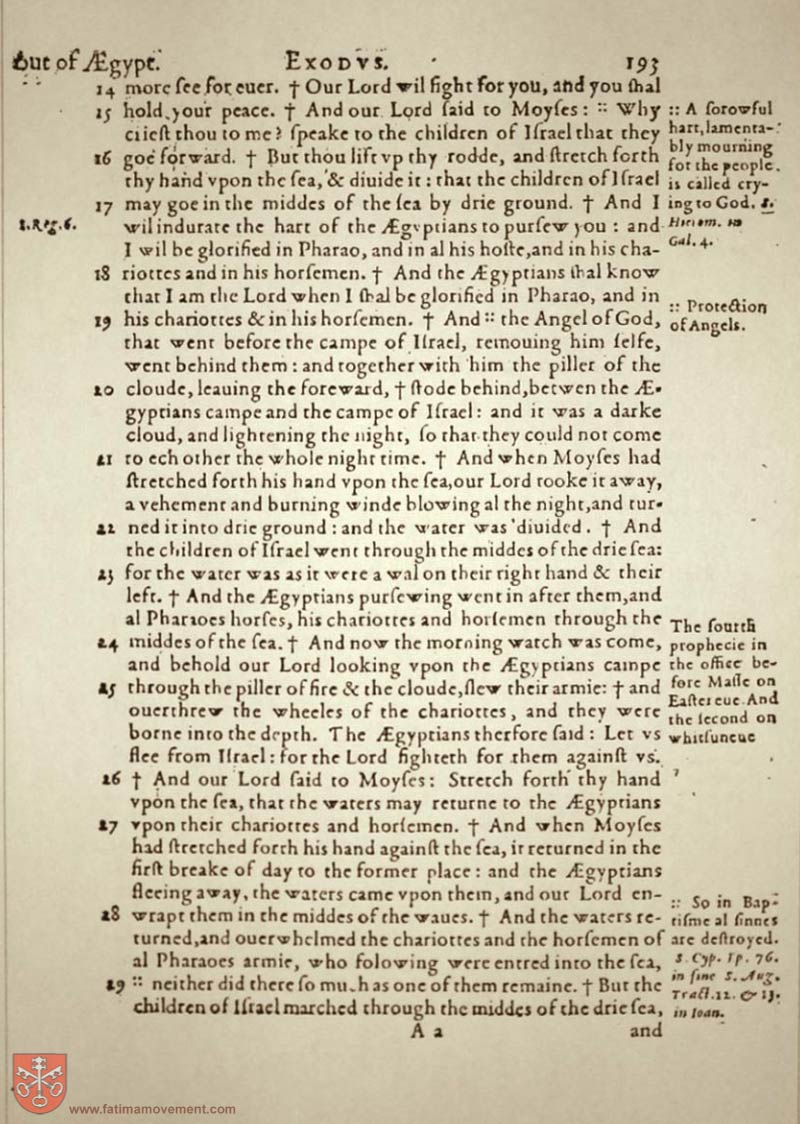 out of Ægypt. EXODVS. 193
14 more ſee for euer. † Our Lord wil fight for you, and you ſhal
15 hold your peace. † And our Lord ſaid to Moyſes: :: Why
crieſt thou to me? ſpeake to the children of Iſrael that they
16 goe forward. † But thou lift vp thy rodde, and ſtretch forth
thy hand vpon the ſea, & diuide it: that the children of Iſrael
17 may goe in the middes of the ſea by drie ground. † And I
wil indurate the hart of the Ægyptians to purſew you: and
I wil be glorified in Pharao, and in al his hoſte, and in his cha-
18 riottes and in his horſemen. † And the Ægyptians ſhal know
that I am the Lord when I ſhal be glorified in Pharao, and in
19 his chariottes & in his horſemen. † And :: the Angel of God,
that went before the campe of Iſrael, remouing him ſelfe,
went behind them: and together with him the piller of the
20 cloude, leauing the foreward, † ſtode behind, betwen the Æ-
gyptians campe and the campe of Iſrael: and it was a darke
cloud, and lightening the night, ſo that they could not come
21 to ech other the whole night time. † And when Moyſes had
ſtretched forth his hand vpon the ſea, our Lord tooke it away,
a vehement and burning winde blowing al the night, and tur-
22 ned it into drie ground: and the water was diuided. † And
the children of Iſrael went through the middes of the drie ſea:
23 for the water was as it were a wal on their right hand & their
left. † And the Ægyptians purſewing went in after them, and
al Pharaoes horſes, his chariottes and horſemen through the
24 middes of the ſea. † And now the morning watch was come,
and behold our Lord looking vpon the Ægyptians campe
25 through the piller of fire & the cloude, ſlew their armie: † and
ouerthrew the wheeles of the chariottes, and they were
borne into the depth. The Ægyptians therfore ſaid: Let vs
flee from Iſrael: for the Lord fighteth for them againſt vs.
26 † And our Lord ſaid to Moyſes: Stretch forth thy hand
vpon the ſea, that the waters may returne to the Ægyptians
27 vpon their chariottes and horſemen. † And when Moyſes
had ſtretched forth his hand againſt the ſea, it returned in the
firſt breake of day to the former place: and the Ægyptians
fleeing away, the waters came vpon them, and our Lord en-
28 wrapt them in the middes of the waues. † And the waters re-
turned, and ouerwhelmed the chariottes and the horſemen of
al Pharaoes armie, who folowing were entred into the ſea,
29 :: neither did there ſo much as one of them remaine. † But the
children of Iſrael marched through the middes of the drie ſea,
A a and
1. Reg. 6.
:: A ſorowful
hart, lamenta-
bly mourning
for the people,
is called cry-
ing to God. S.
Hierom. in
Gal. 4.
:: Protection
of Angels.
The fourth
prophecie in
the office be-
fore Maſſe on
Eaſter eue. And
the ſecond on
whitſuneue
:: So in Bap-
tiſme al ſinnes
are deſtroyed.
S. Cyp. Ep. 76.
in fine S. Aug.
Tract. 11. & 13.
in Ioan.
www.fatimamovement.com